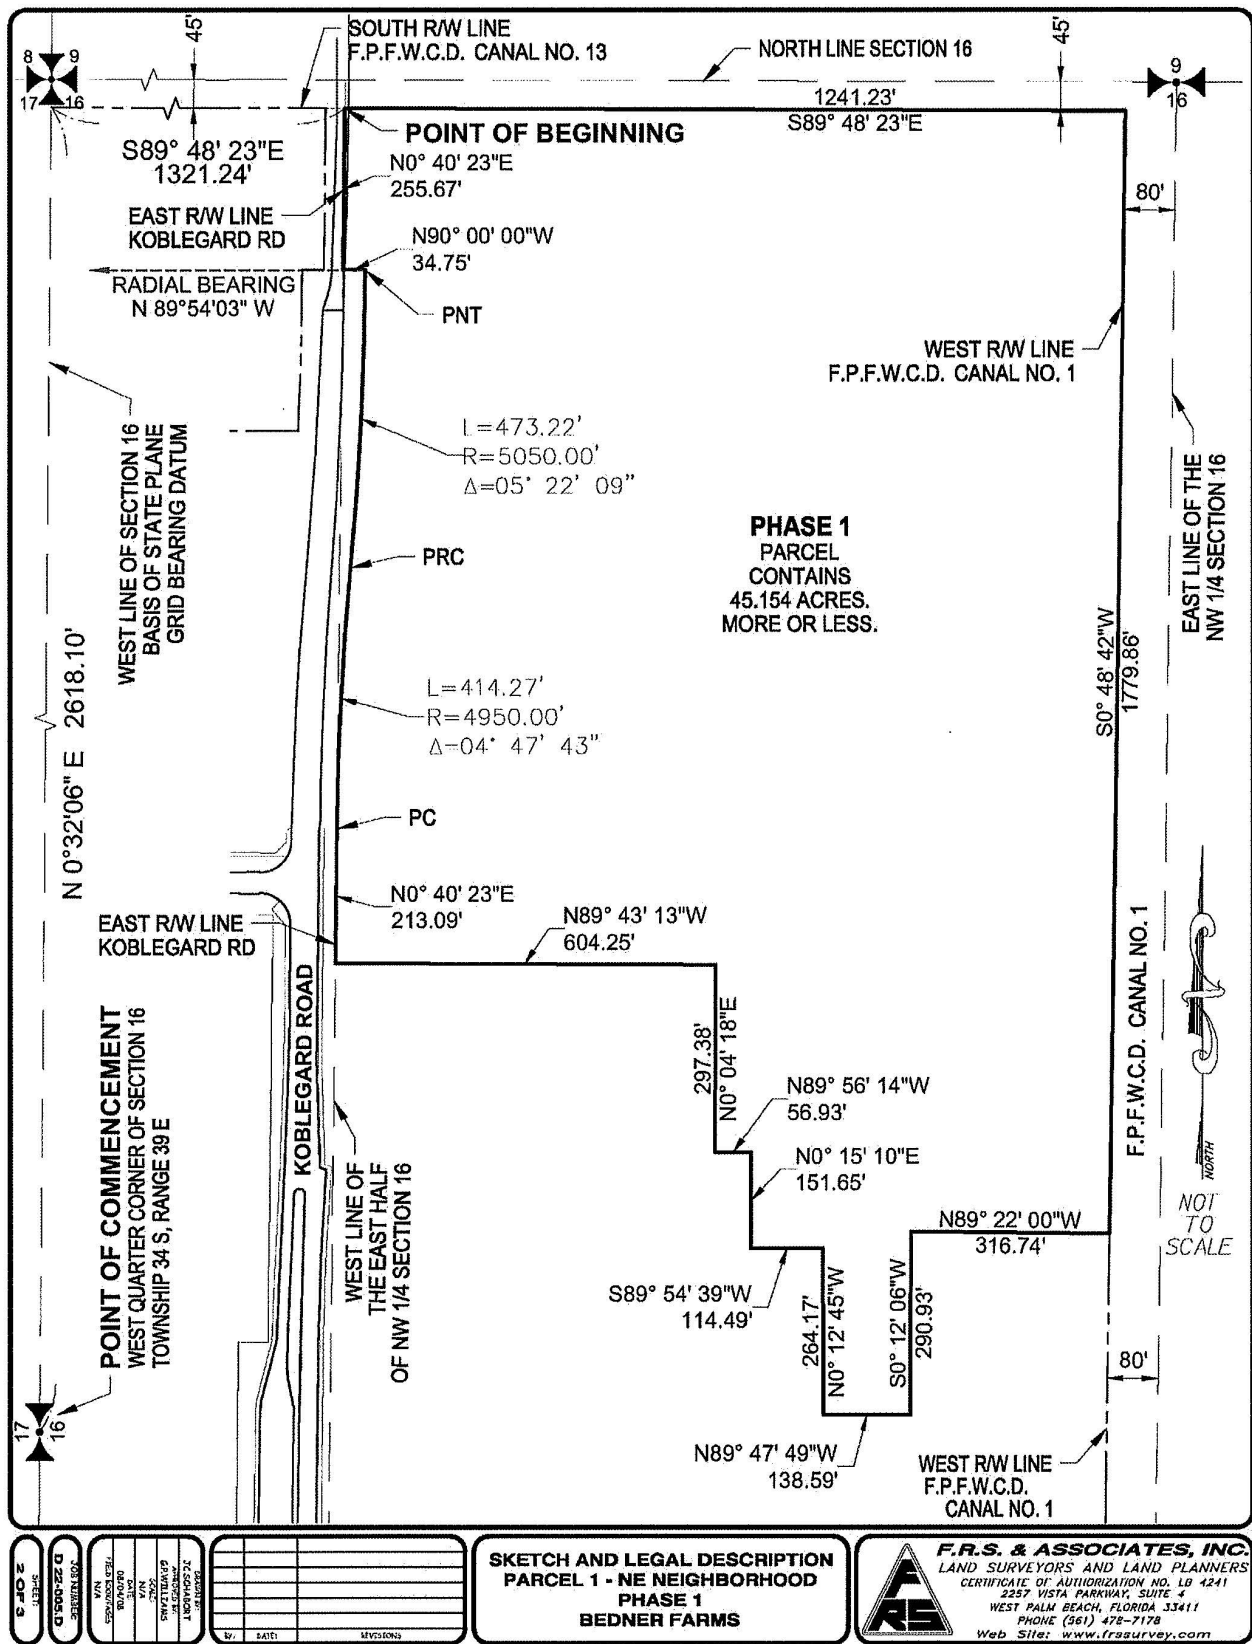 45'
SOUTH R/W LINE
F.P.F.W.C.D. CANAL NO. 13
NORTH LINE SECTION 16
45'
8 9
17 16
9
16
1241.23'
S89° 48' 23"E
POINT OF BEGINNING
S89° 48' 23"E
1321.24'
N0° 40' 23"E
255.67'
80'
EAST R/W LINE
KOBLEGARD RD
N90° 00' 00"W
34.75'
RADIAL BEARING
N 89°54'03" W
PNT
WEST R/W LINE
F.P.F.W.C.D. CANAL NO. 1
WEST LINE OF SECTION 16
BASIS OF STATE PLANE
GRID BEARING DATUM
L=473.22'
R=5050.00'
Δ=05° 22' 09"
EAST LINE OF THE
NW 1/4 SECTION 16
PHASE 1
PARCEL
CONTAINS
45.154 ACRES.
MORE OR LESS.
PRC
N 0°32'06" E 2618.10'
S0° 48' 42"W
1779.86'
L=414.27'
R=4950.00'
Δ=04° 47' 43"
PC
N0° 40' 23"E
213.09'
EAST R/W LINE
KOBLEGARD RD
N89° 43' 13"W
604.25'
F.P.F.W.C.D. CANAL NO. 1
KOBLEGARD ROAD
297.38'
N0° 04' 18"E
POINT OF COMMENCEMENT
WEST QUARTER CORNER OF SECTION 16
TOWNSHIP 34 S, RANGE 39 E
N89° 56' 14"W
56.93'
N0° 15' 10"E
151.65'
NORTH
NOT
TO
SCALE
WEST LINE OF
THE EAST HALF
OF NW 1/4 SECTION 16
N89° 22' 00"W
316.74'
S89° 54' 39"W
114.49'
264.17'
N0° 12' 45"W
S0° 12' 06"W
290.93'
80'
17
16
N89° 47' 49"W
138.59'
WEST R/W LINE
F.P.F.W.C.D.
CANAL NO. 1
SHEET:
2 OF 3
JOB NUMBER
D 22-005.D
SCALE:
N/A
DATE
N/A
BY:
DATE:
REVISIONS
SKETCH AND LEGAL DESCRIPTION
PARCEL 1 - NE NEIGHBORHOOD
PHASE 1
BEDNER FARMS
FRS
F.R.S. & ASSOCIATES, INC.
LAND SURVEYORS AND LAND PLANNERS
CERTIFICATE OF AUTHORIZATION NO. LB 4241
2257 VISTA PARKWAY, SUITE 4
WEST PALM BEACH, FLORIDA 33411
PHONE (561) 478-7178
Web Site: www.frssurvey.com